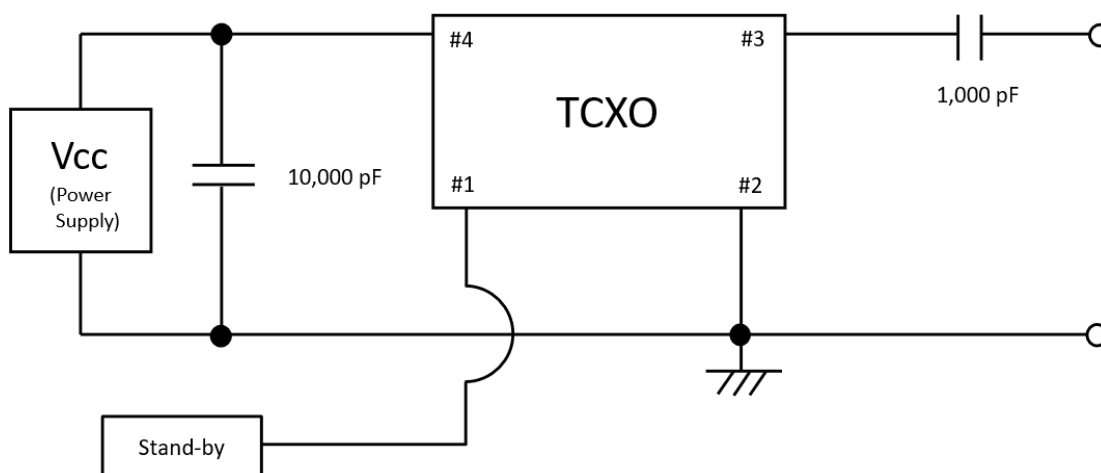 #4
#3
TCXO
1,000 pF
Vcc
(Power
Supply)
10,000 pF
#1
#2
Stand-by